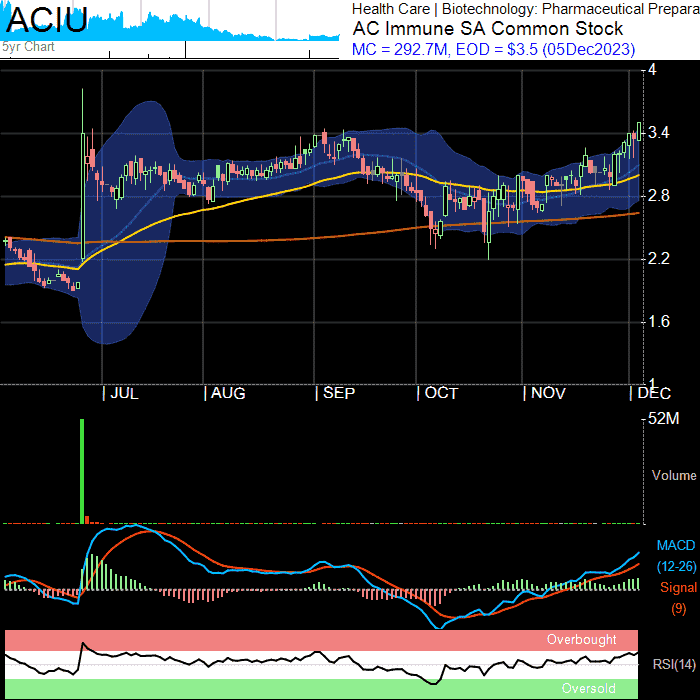 ACIU
5yr Chart
Health Care | Biotechnology: Pharmaceutical Prepara
AC Immune SA Common Stock
MC = 292.7M, EOD = $3.5 (05Dec2023)
4
3.4
2.8
2.2
1.6
1
JUL
AUG
SEP
OCT
NOV
DEC
52M
Volume
MACD
(12-26)
Signal
(9)
Overbought
RSI(14)
Oversold